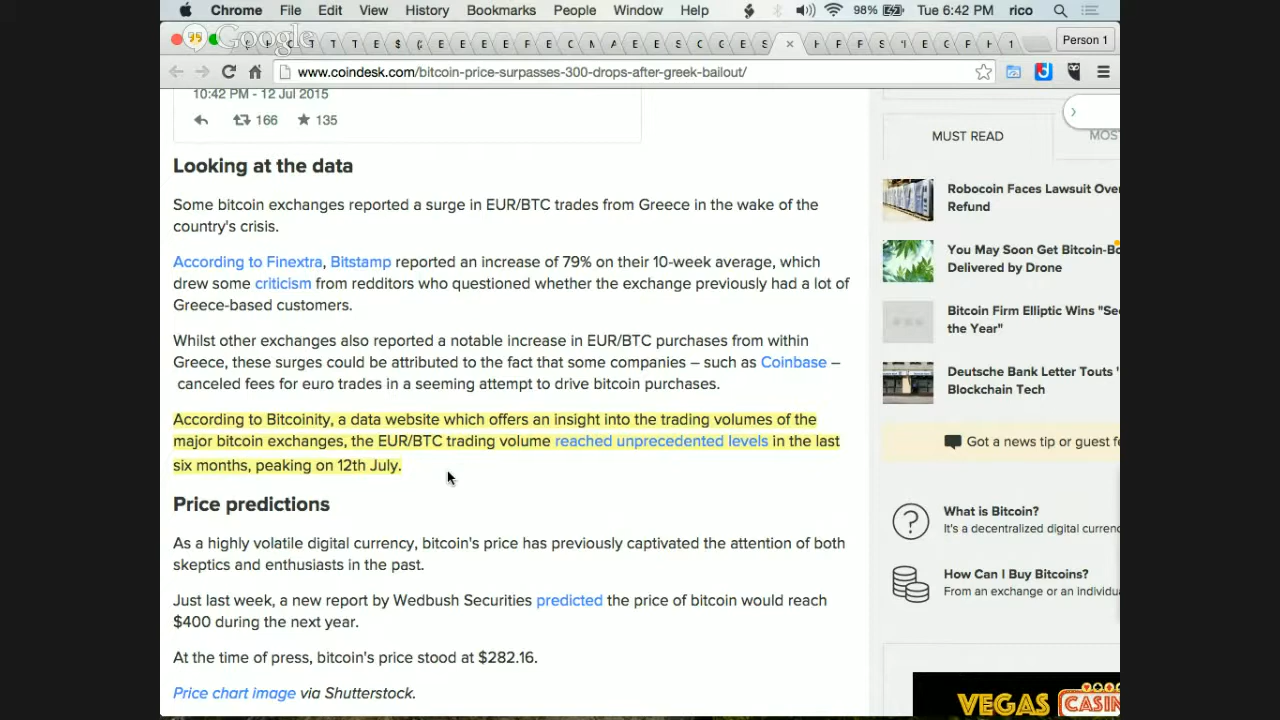 Chrome File Edit View History Bookmarks People Window Help 98% Tue 6:42 PM rico
Google
Person 1
www.coindesk.com/bitcoin-price-surpasses-300-drops-after-greek-bailout/
10:42 PM - 12 Jul 2015
166 135
Looking at the data
Some bitcoin exchanges reported a surge in EUR/BTC trades from Greece in the wake of the
country's crisis.
According to Finextra, Bitstamp reported an increase of 79% on their 10-week average, which
drew some criticism from redditors who questioned whether the exchange previously had a lot of
Greece-based customers.
Whilst other exchanges also reported a notable increase in EUR/BTC purchases from within
Greece, these surges could be attributed to the fact that some companies – such as Coinbase –
canceled fees for euro trades in a seeming attempt to drive bitcoin purchases.
According to Bitcoinity, a data website which offers an insight into the trading volumes of the
major bitcoin exchanges, the EUR/BTC trading volume reached unprecedented levels in the last
six months, peaking on 12th July.
Price predictions
As a highly volatile digital currency, bitcoin's price has previously captivated the attention of both
skeptics and enthusiasts in the past.
Just last week, a new report by Wedbush Securities predicted the price of bitcoin would reach
$400 during the next year.
At the time of press, bitcoin's price stood at $282.16.
Price chart image via Shutterstock.
MUST READ MOS
Robocoin Faces Lawsuit Over
Refund
You May Soon Get Bitcoin-Bo
Delivered by Drone
Bitcoin Firm Elliptic Wins "Sec
the Year"
Deutsche Bank Letter Touts '
Blockchain Tech
Got a news tip or guest fe
What is Bitcoin?
It's a decentralized digital currenc
How Can I Buy Bitcoins?
From an exchange or an individua
VEGAS CASIN